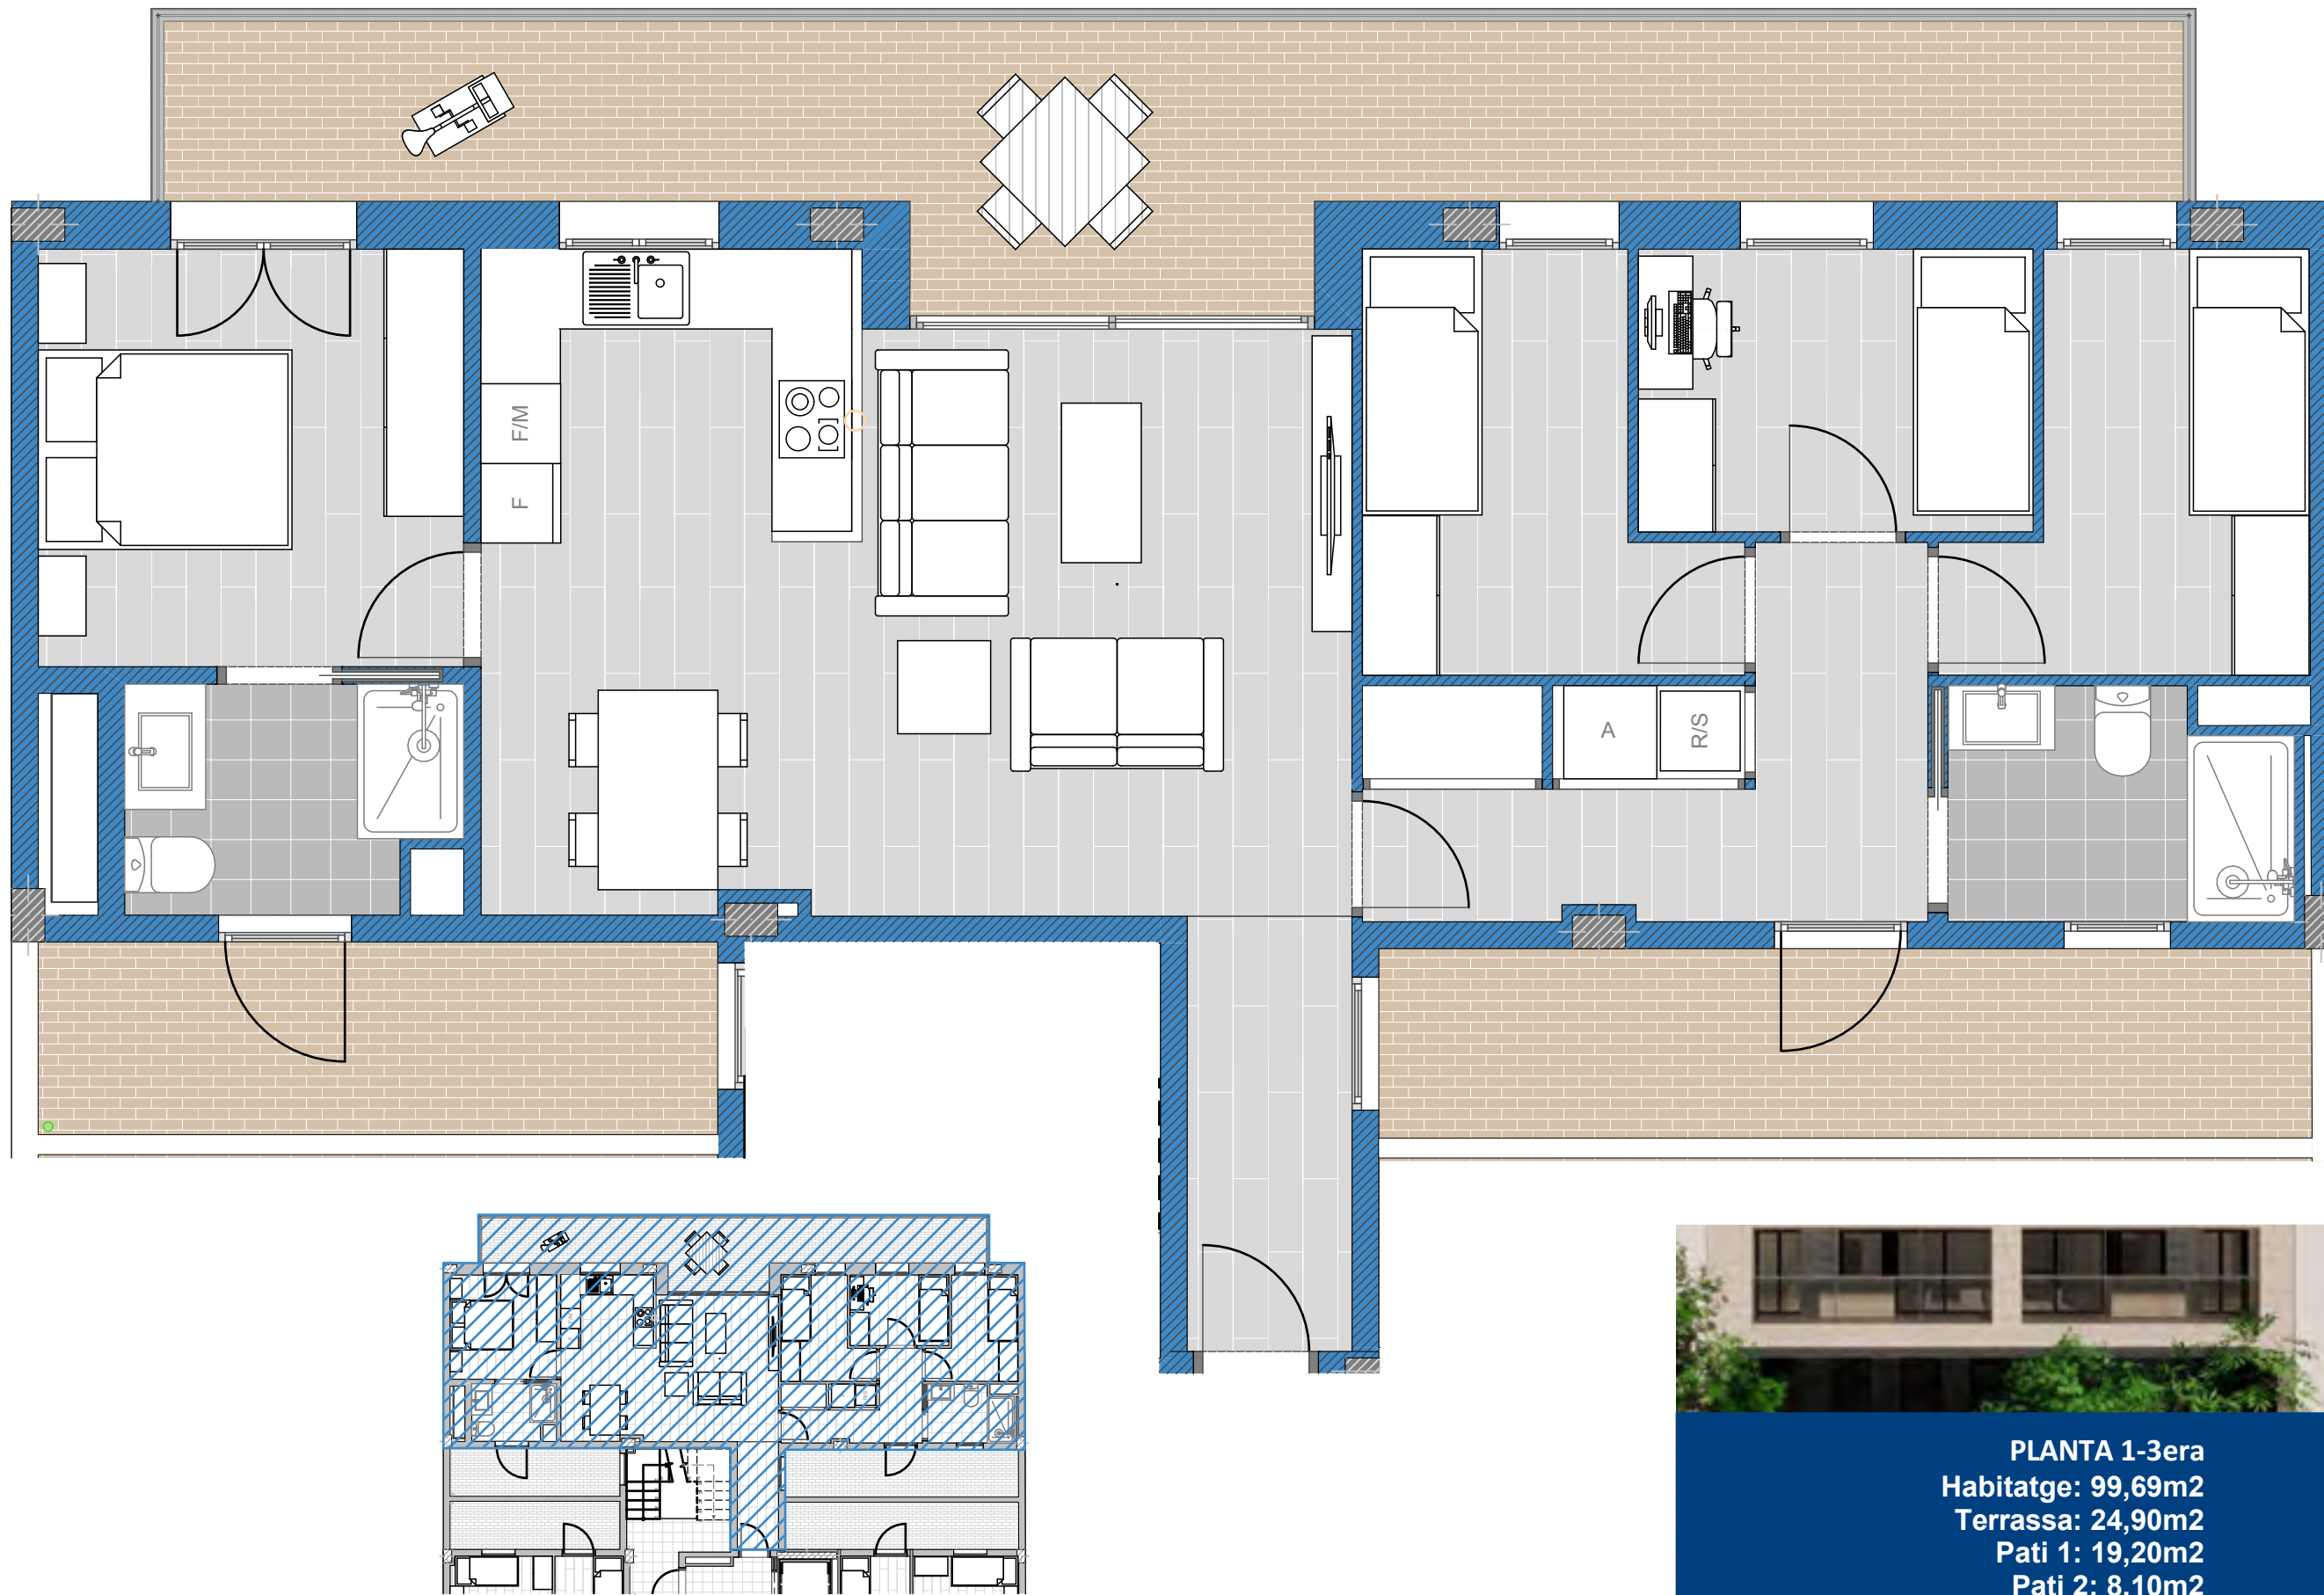 F/M
F
A
R/S
PLANTA 1-3era
Habitatge: 99,69m2
Terrassa: 24,90m2
Pati 1: 19,20m2
Pati 2: 8,10m2